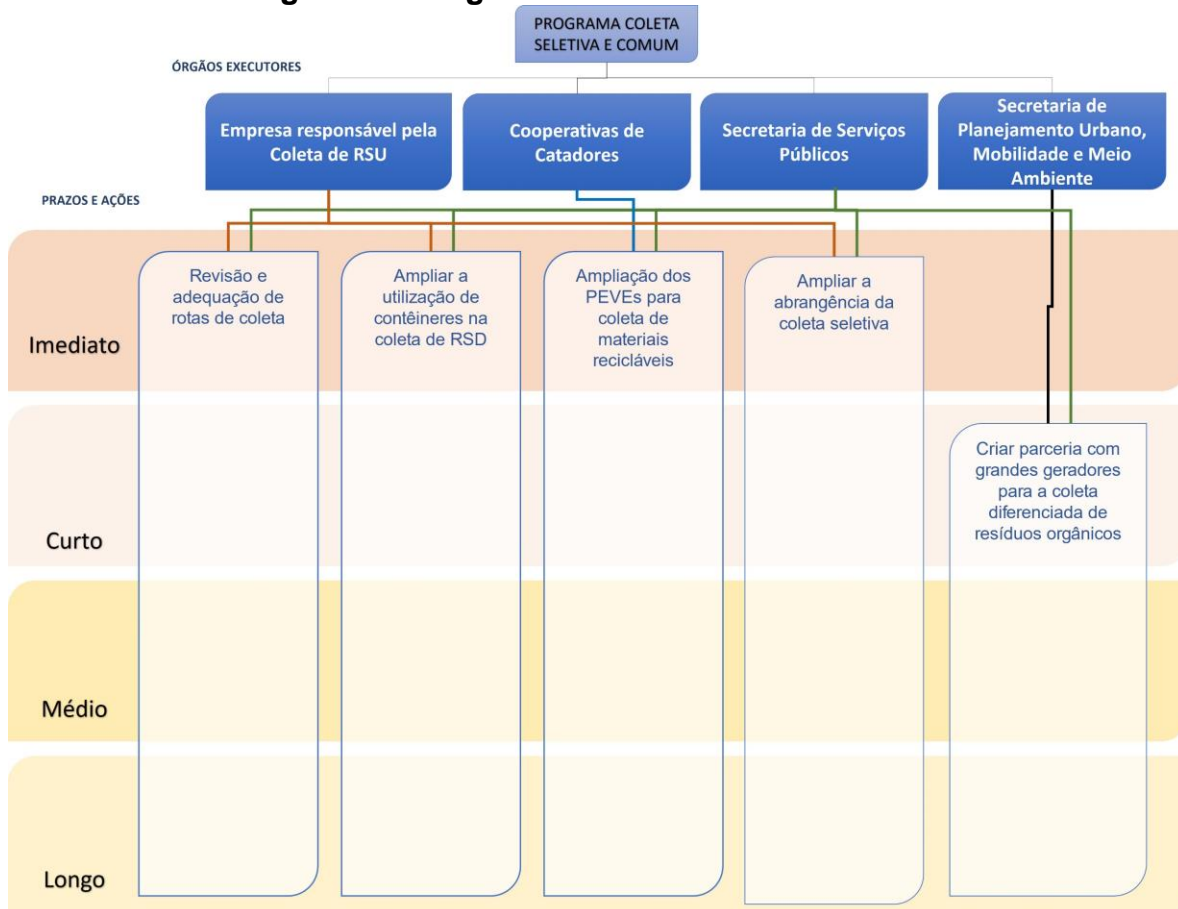 PROGRAMA COLETA
SELETIVA E COMUM
ÓRGÃOS EXECUTORES
Empresa responsável pela
Coleta de RSU
Cooperativas de
Catadores
Secretaria de Serviços
Públicos
Secretaria de
Planejamento Urbano,
Mobilidade e Meio
Ambiente
PRAZOS E AÇÕES
Imediato
Revisão e
adequação de
rotas de coleta
Ampliar a
utilização de
contêineres na
coleta de RSD
Ampliação dos
PEVEs para
coleta de
materiais
recicláveis
Ampliar a
abrangência da
coleta seletiva
Curto
Criar parceria com
grandes geradores
para a coleta
diferenciada de
resíduos orgânicos
Médio
Longo